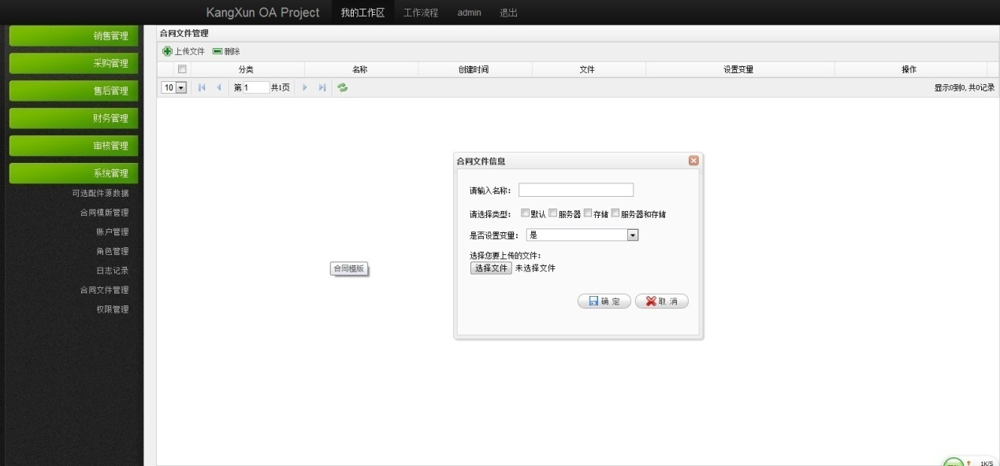 KangXun OA Project 我的工作区 工作流程 admin 退出
销售管理
采购管理
售后管理
财务管理
审核管理
系统管理
可选配件源数据
合同模版管理
账户管理
角色管理
日志记录
合同文件管理
权限管理
合同文件管理
上传文件 删除
分类 名称 创建时间 文件 设置变量 操作
10 第 1 共1页 显示0到0, 共0记录
合同模版
合同文件信息
请输入名称:
请选择类型: 默认 服务器 存储 服务器和存储
是否设置变量: 是
选择您要上传的文件:
选择文件 未选择文件
确 定 取 消
1K/S